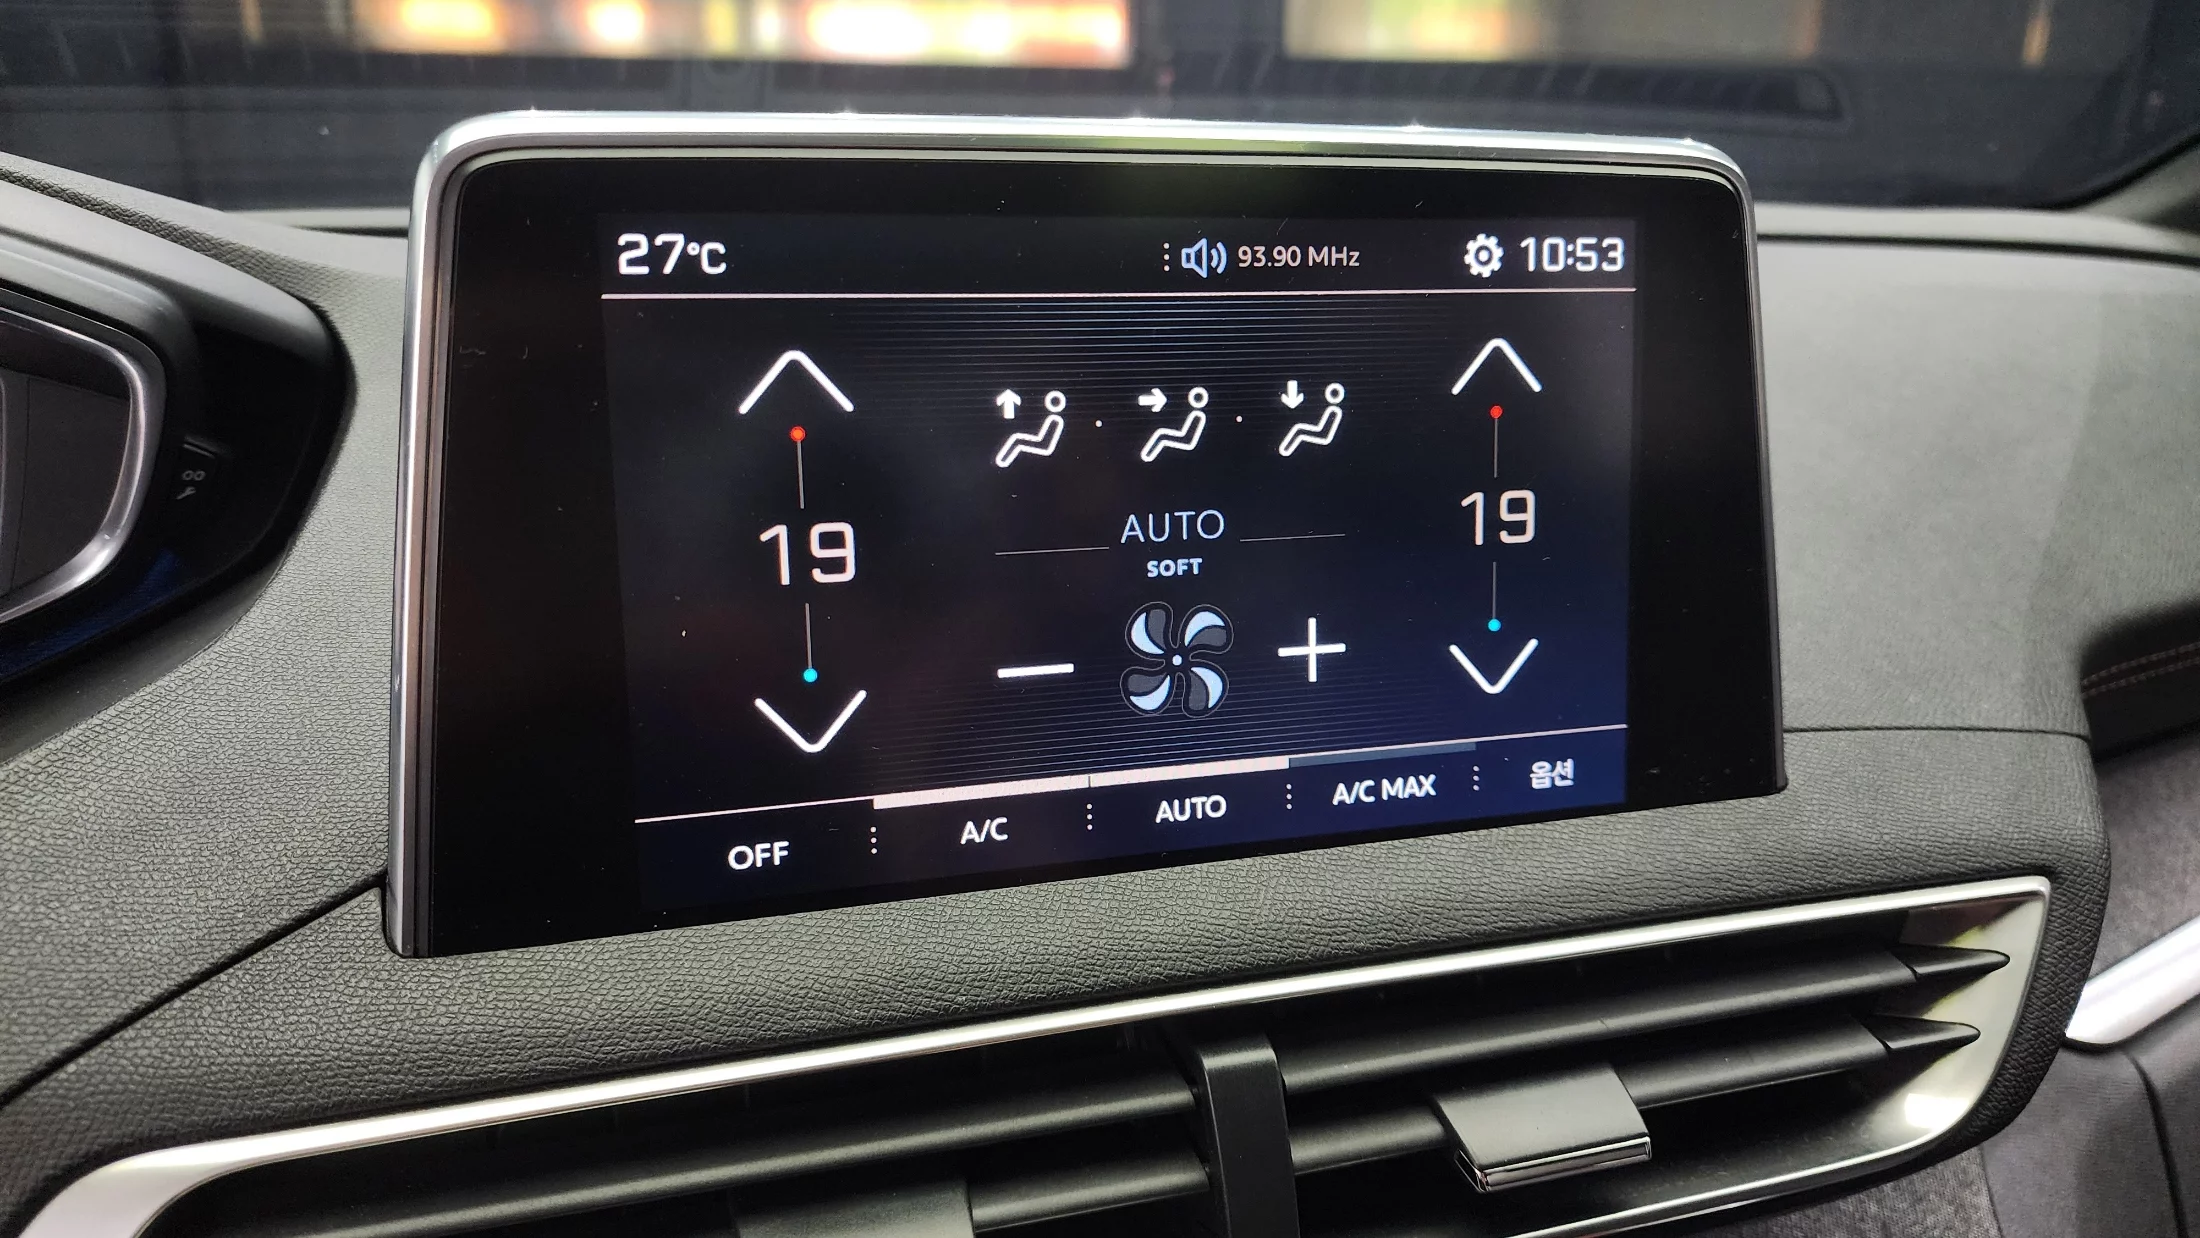 27°C
93.90 MHz
10:53
19
19
AUTO
SOFT
OFF
A/C
AUTO
A/C MAX
옵션